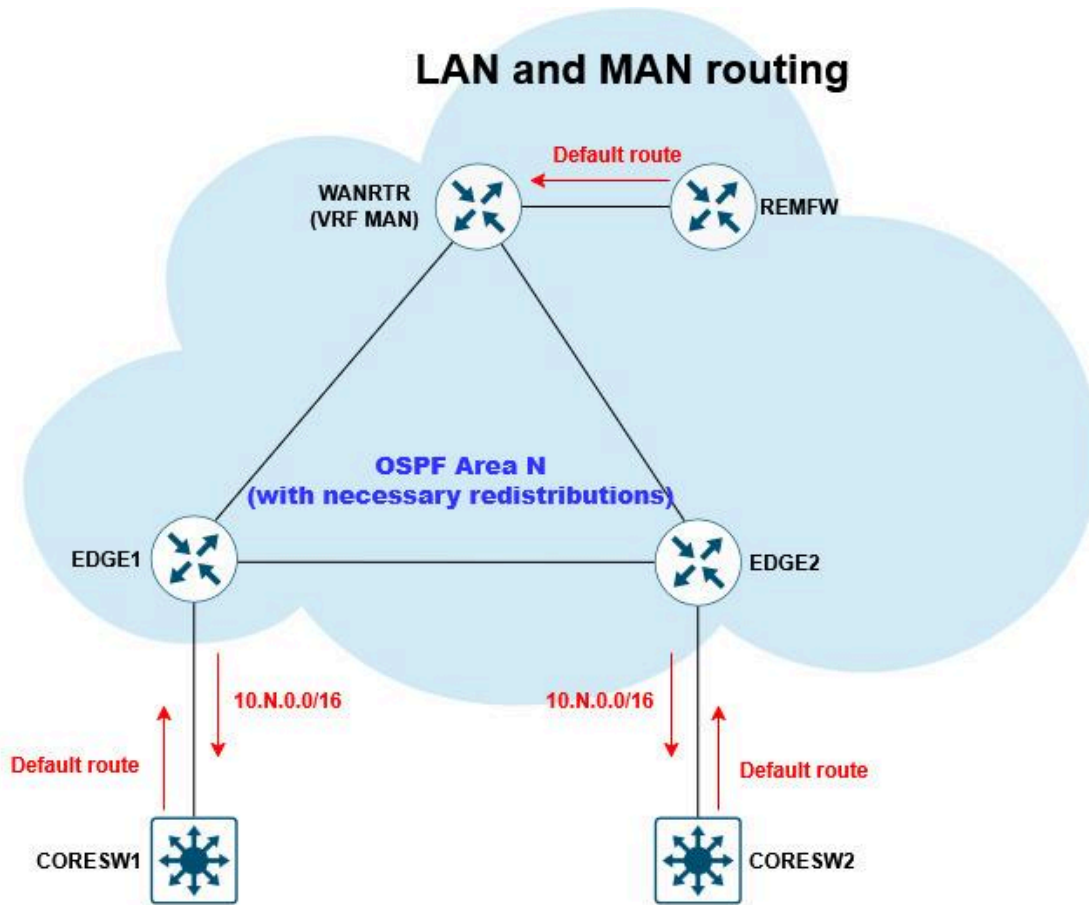 LAN and MAN routing
Default route
WANRTR
(VRF MAN)
REMFW
OSPF Area N
(with necessary redistributions)
EDGE1
EDGE2
10.N.0.0/16
10.N.0.0/16
Default route
Default route
CORESW1
CORESW2